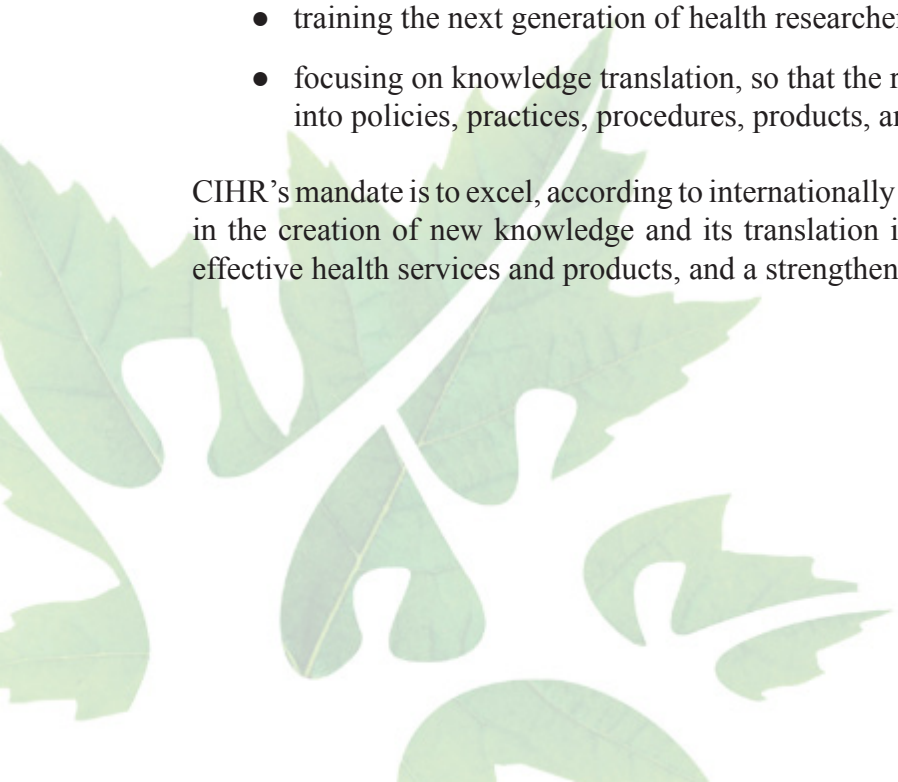 ● training the next generation of health researche
● focusing on knowledge translation, so that the r
into policies, practices, procedures, products, a
CIHR’s mandate is to excel, according to internationally
in the creation of new knowledge and its translation i
effective health services and products, and a strengthen